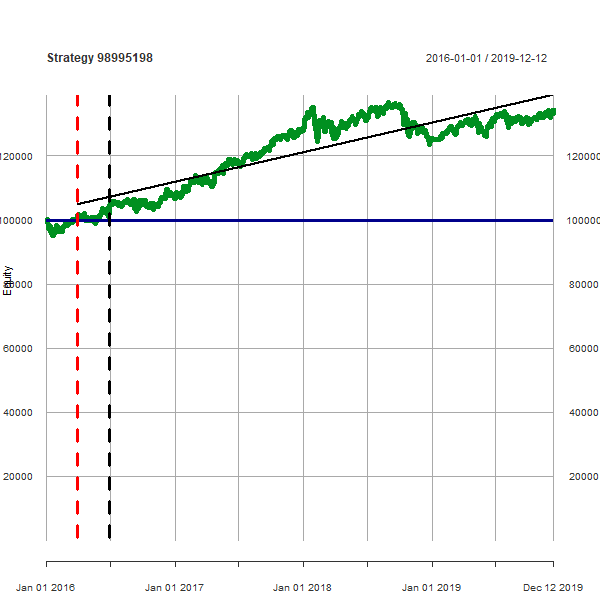 Strategy 98995198
2016-01-01 / 2019-12-12
120000
120000
100000
100000
Equity
80000
80000
60000
60000
40000
40000
20000
20000
Jan 01 2016
Jan 01 2017
Jan 01 2018
Jan 01 2019
Dec 12 2019